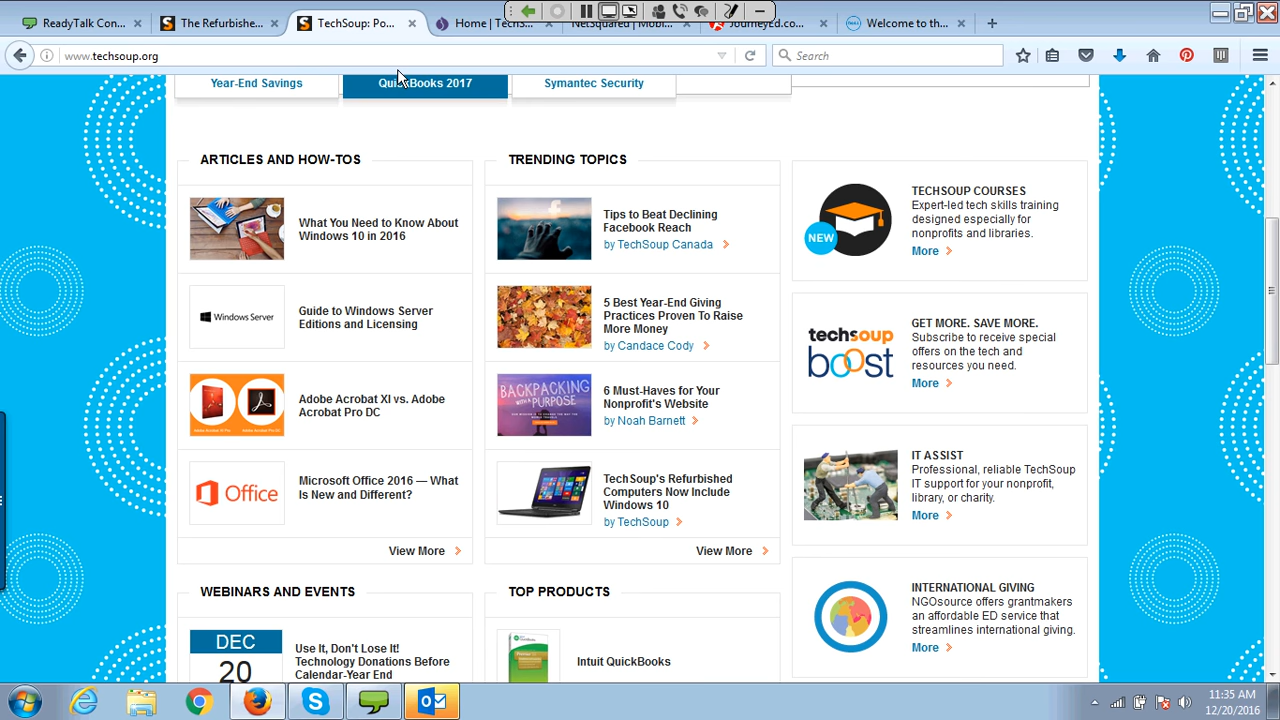 ReadyTalk Con...
The Refurbishe...
TechSoup: Po...
Home | TechS...
NetSquared | Mobil...
JourneyEd.co...
Welcome to th...
www.techsoup.org
Search
Year-End Savings
QuickBooks 2017
Symantec Security
ARTICLES AND HOW-TOS
What You Need to Know About
Windows 10 in 2016
Windows Server
Guide to Windows Server
Editions and Licensing
Adobe Acrobat XI vs. Adobe
Acrobat Pro DC
Office
Microsoft Office 2016 — What
Is New and Different?
View More
TRENDING TOPICS
Tips to Beat Declining
Facebook Reach
by TechSoup Canada
5 Best Year-End Giving
Practices Proven To Raise
More Money
by Candace Cody
BACKPACKING
WITH A PURPOSE
6 Must-Haves for Your
Nonprofit's Website
by Noah Barnett
TechSoup's Refurbished
Computers Now Include
Windows 10
by TechSoup
View More
NEW
TECHSOUP COURSES
Expert-led tech skills training
designed especially for
nonprofits and libraries.
More
techsoup
boost
GET MORE. SAVE MORE.
Subscribe to receive special
offers on the tech and
resources you need.
More
IT ASSIST
Professional, reliable TechSoup
IT support for your nonprofit,
library, or charity.
More
INTERNATIONAL GIVING
NGOsource offers grantmakers
an affordable ED service that
streamlines international giving.
More
WEBINARS AND EVENTS
DEC
20
Use It, Don't Lose It!
Technology Donations Before
Calendar-Year End
TOP PRODUCTS
Intuit QuickBooks
11:35 AM
12/20/2016